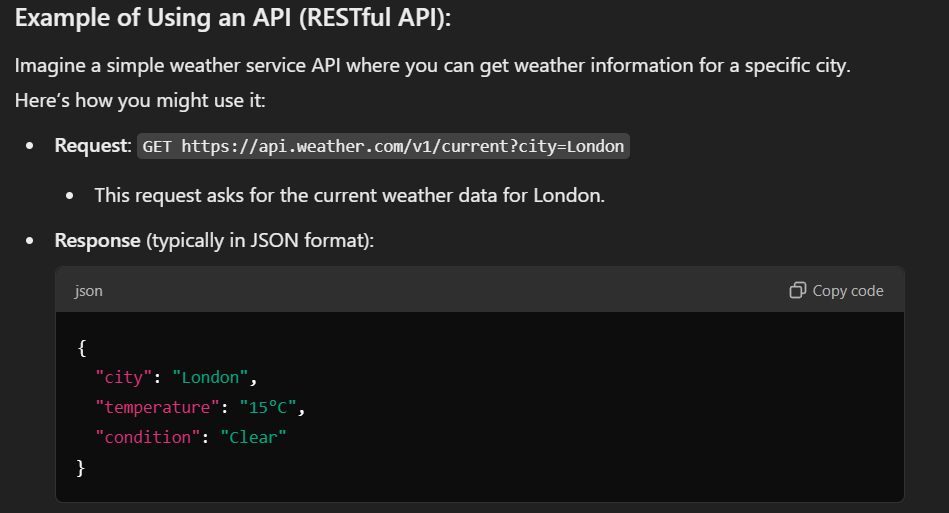 Example of Using an API (RESTful API):
Imagine a simple weather service API where you can get weather information for a specific city.
Here's how you might use it:
• Request: GET https://api.weather.com/v1/current?city=London
• This request asks for the current weather data for London.
• Response (typically in JSON format):
json Copy code
{
"city": "London",
"temperature": "15°C",
"condition": "Clear"
}